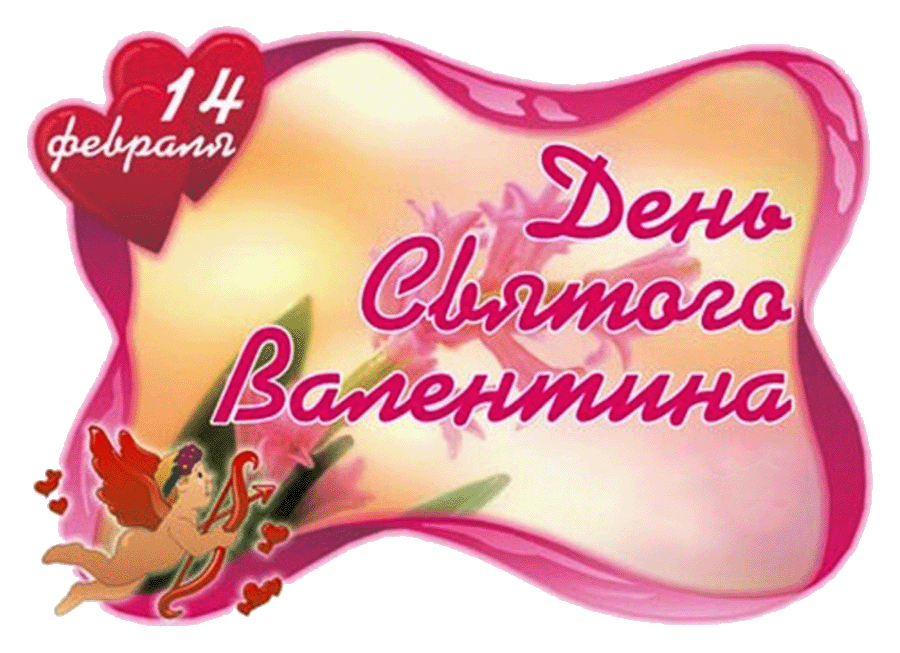 14
февраля
День
Святого
Валентина